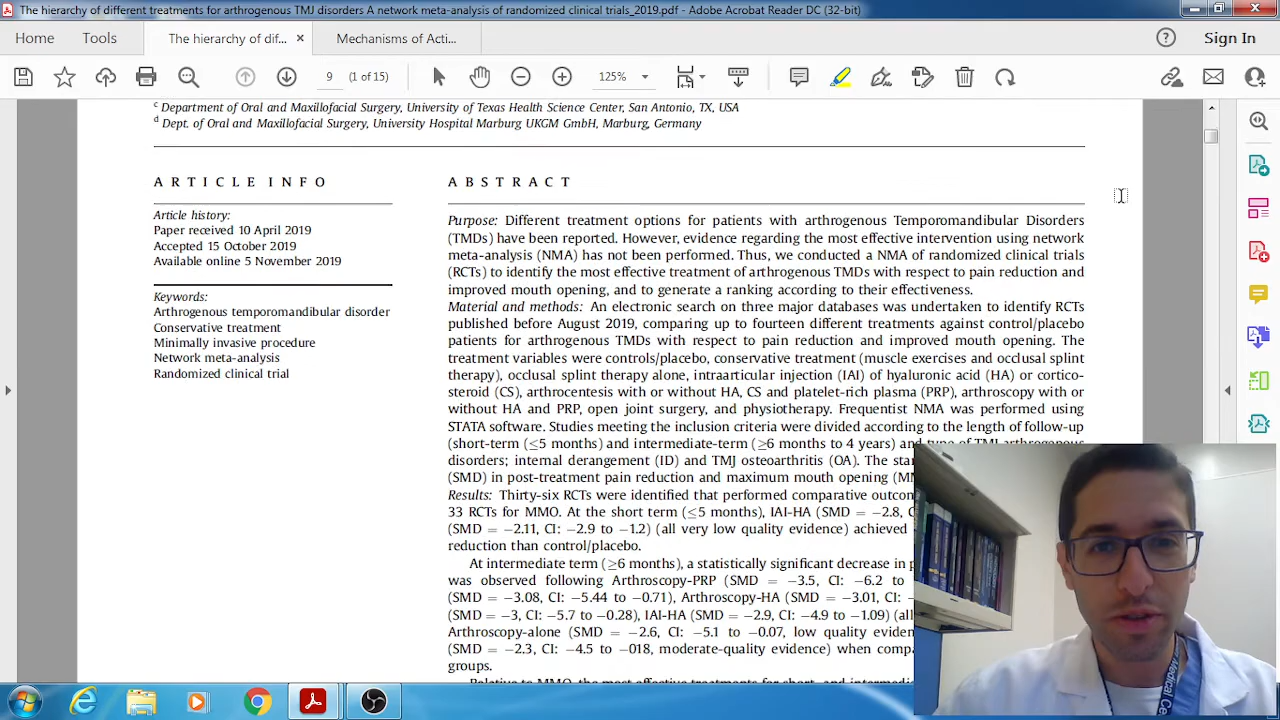 The hierarchy of different treatments for arthrogenous TMJ disorders A network meta-analysis of randomized clinical trials_2019.pdf - Adobe Acrobat Reader DC (32-bit)
Home Tools The hierarchy of dif... × Mechanisms of Acti... Sign In
9 (1 of 15) 125%
c Department of Oral and Maxillofacial Surgery, University of Texas Health Science Center, San Antonio, TX, USA
d Dept. of Oral and Maxillofacial Surgery, University Hospital Marburg UKGM GmbH, Marburg, Germany
ARTICLE INFO
Article history:
Paper received 10 April 2019
Accepted 15 October 2019
Available online 5 November 2019
Keywords:
Arthrogenous temporomandibular disorder
Conservative treatment
Minimally invasive procedure
Network meta-analysis
Randomized clinical trial
ABSTRACT
Purpose: Different treatment options for patients with arthrogenous Temporomandibular Disorders
(TMDs) have been reported. However, evidence regarding the most effective intervention using network
meta-analysis (NMA) has not been performed. Thus, we conducted a NMA of randomized clinical trials
(RCTs) to identify the most effective treatment of arthrogenous TMDs with respect to pain reduction and
improved mouth opening, and to generate a ranking according to their effectiveness.
Material and methods: An electronic search on three major databases was undertaken to identify RCTs
published before August 2019, comparing up to fourteen different treatments against control/placebo
patients for arthrogenous TMDs with respect to pain reduction and improved mouth opening. The
treatment variables were controls/placebo, conservative treatment (muscle exercises and occlusal splint
therapy), occlusal splint therapy alone, intraarticular injection (IAI) of hyaluronic acid (HA) or cortico-
steroid (CS), arthrocentesis with or without HA, CS and platelet-rich plasma (PRP), arthroscopy with or
without HA and PRP, open joint surgery, and physiotherapy. Frequentist NMA was performed using
STATA software. Studies meeting the inclusion criteria were divided according to the length of follow-up
(short-term (≤5 months) and intermediate-term (≥6 months to 4 years) and type of TMJ arthrogenous
disorders; internal derangement (ID) and TMJ osteoarthritis (OA). The
(SMD) in post-treatment pain reduction and maximum mouth opening
Results: Thirty-six RCTs were identified that performed comparative
33 RCTs for MMO. At the short term (≤5 months), IAI-HA (SMD = −2.8,
(SMD = −2.11, CI: −2.9 to −1.2) (all very low quality evidence) achieved
reduction than control/placebo.
At intermediate term (≥6 months), a statistically significant decrease in
was observed following Arthroscopy-PRP (SMD = −3.5, CI: −6.2 to
(SMD = −3.08, CI: −5.44 to −0.71), Arthroscopy-HA (SMD = −3.01, CI:
(SMD = −3, CI: −5.7 to −0.28), IAI-HA (SMD = −2.9, CI: −4.9 to −1.09)
Arthroscopy-alone (SMD = −2.6, CI: −5.1 to −0.07, low quality
(SMD = −2.3, CI: −4.5 to −018, moderate-quality evidence) when
groups.
Relative to MMO, the most effective treatments for short- and
Medical